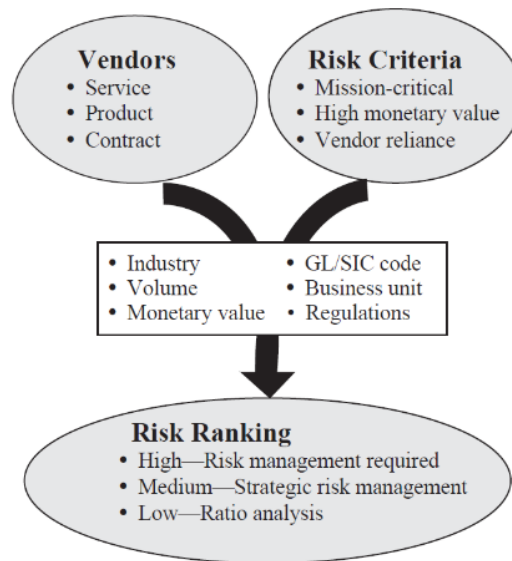 Vendors
• Service
• Product
• Contract
Risk Criteria
• Mission-critical
• High monetary value
• Vendor reliance
• Industry
• Volume
• Monetary value
• GL/SIC code
• Business unit
• Regulations
Risk Ranking
• High—Risk management required
• Medium—Strategic risk management
• Low—Ratio analysis